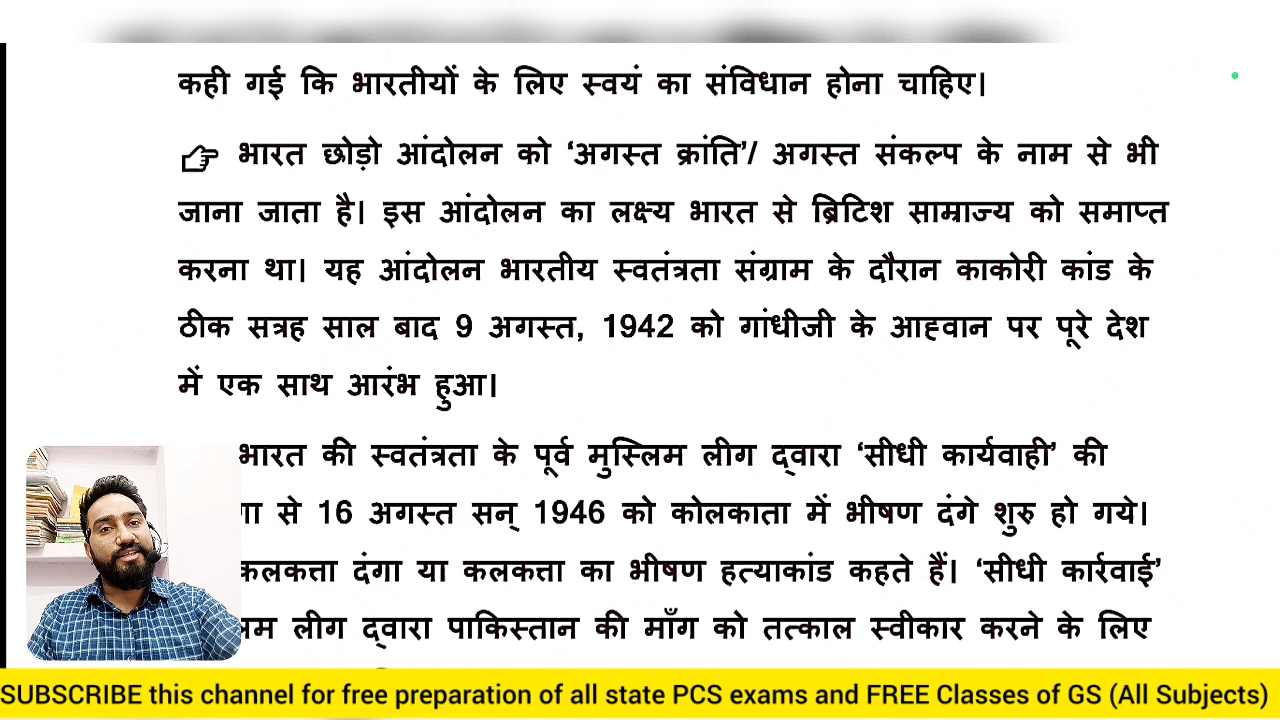 कही गई कि भारतीयों के लिए स्वयं का संविधान होना चाहिए।
भारत छोड़ो आंदोलन को ‘अगस्त क्रांति’/ अगस्त संकल्प के नाम से भी
जाना जाता है। इस आंदोलन का लक्ष्य भारत से ब्रिटिश साम्राज्य को समाप्त
करना था। यह आंदोलन भारतीय स्वतंत्रता संग्राम के दौरान काकोरी कांड के
ठीक सत्रह साल बाद 9 अगस्त, 1942 को गांधीजी के आह्वान पर पूरे देश
में एक साथ आरंभ हुआ।
भारत की स्वतंत्रता के पूर्व मुस्लिम लीग द्वारा ‘सीधी कार्यवाही’ की
से 16 अगस्त सन् 1946 को कोलकाता में भीषण दंगे शुरु हो गये।
कलकत्ता दंगा या कलकत्ता का भीषण हत्याकांड कहते हैं। ‘सीधी कार्रवाई’
लीग द्वारा पाकिस्तान की माँग को तत्काल स्वीकार करने के लिए
SUBSCRIBE this channel for free preparation of all state PCS exams and FREE Classes of GS (All Subjects)